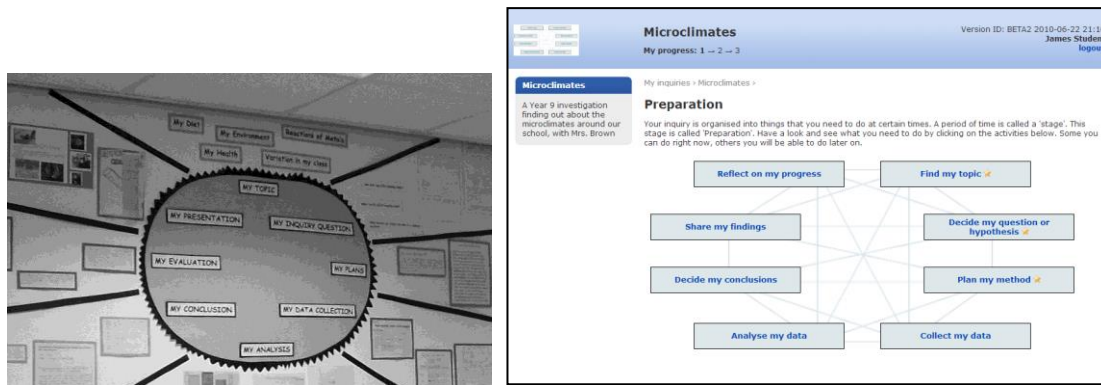 My Diet
My Environment
Reactions of Metals
My Health
Variation in my class
MY TOPIC
MY PRESENTATION
MY INQUIRY QUESTION
MY EVALUATION
MY PLANS
MY CONCLUSION
MY DATA COLLECTION
MY ANALYSIS
Microclimates
Version ID: BETA2 2010-06-22 21:1
My progress: 1 → 2 → 3
James Studen
logou
Microclimates
A Year 9 investigation
finding out about the
microclimates around our
school, with Mrs. Brown
My inquiries › Microclimates ›
Preparation
Your inquiry is organised into things that you need to do at certain times. A period of time is called a 'stage'. This
stage is called 'Preparation'. Have a look and see what you need to do by clicking on the activities below. Some you
can do right now, others you will be able to do later on.
Reflect on my progress
Find my topic
Share my findings
Decide my question or
hypothesis
Decide my conclusions
Plan my method
Analyse my data
Collect my data